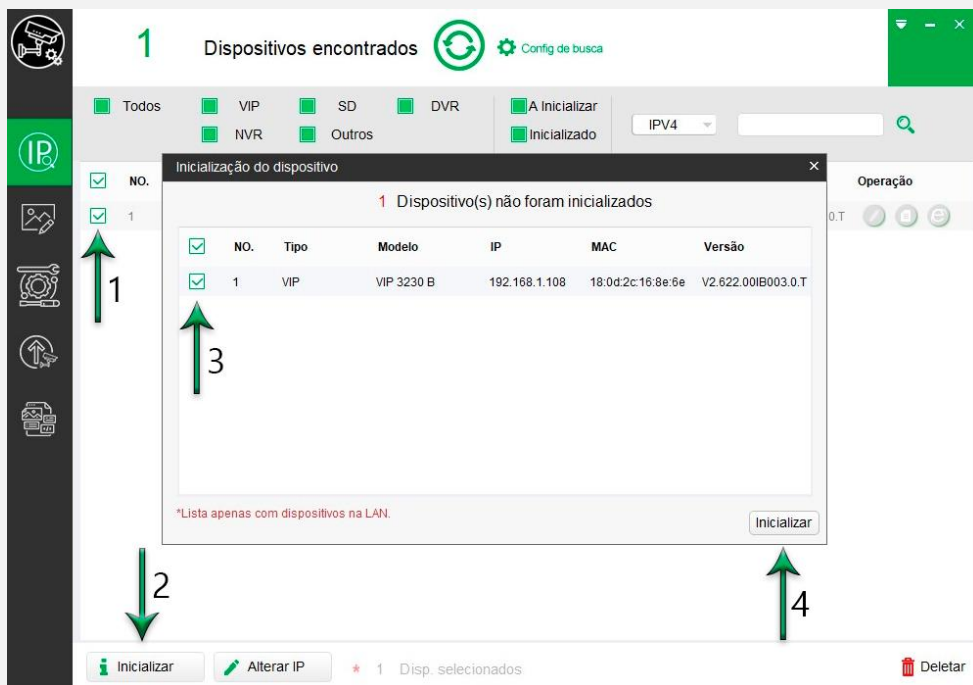 1 Dispositivos encontrados Config de busca
Todos VIP SD DVR A Inicializar
NVR Outros Inicializado IPV4
IP
Inicialização do dispositivo
NO. Operação
1 Dispositivo(s) não foram inicializados
1 0.T
NO. Tipo Modelo IP MAC Versão
1 VIP VIP 3230 B 192.168.1.108 18:0d:2c:16:8e:6e V2.622.00IB003.0.T
1
3
*Lista apenas com dispositivos na LAN.
Inicializar
2
4
Inicializar Alterar IP * 1 Disp. selecionados Deletar